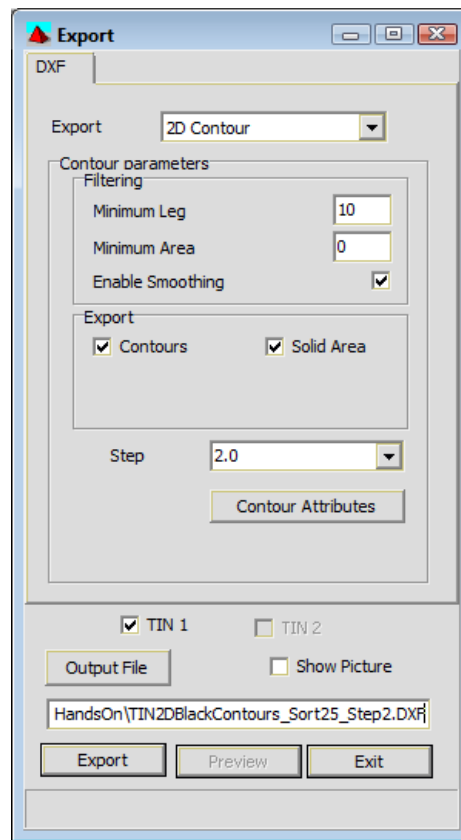 Export
DXF
Export 2D Contour
Contour parameters
Filtering
Minimum Leg 10
Minimum Area 0
Enable Smoothing
Export
Contours Solid Area
Step 2.0
Contour Attributes
TIN 1 TIN 2
Output File Show Picture
HandsOn\TIN2DBlackContours_Sort25_Step2.DXF
Export Preview Exit